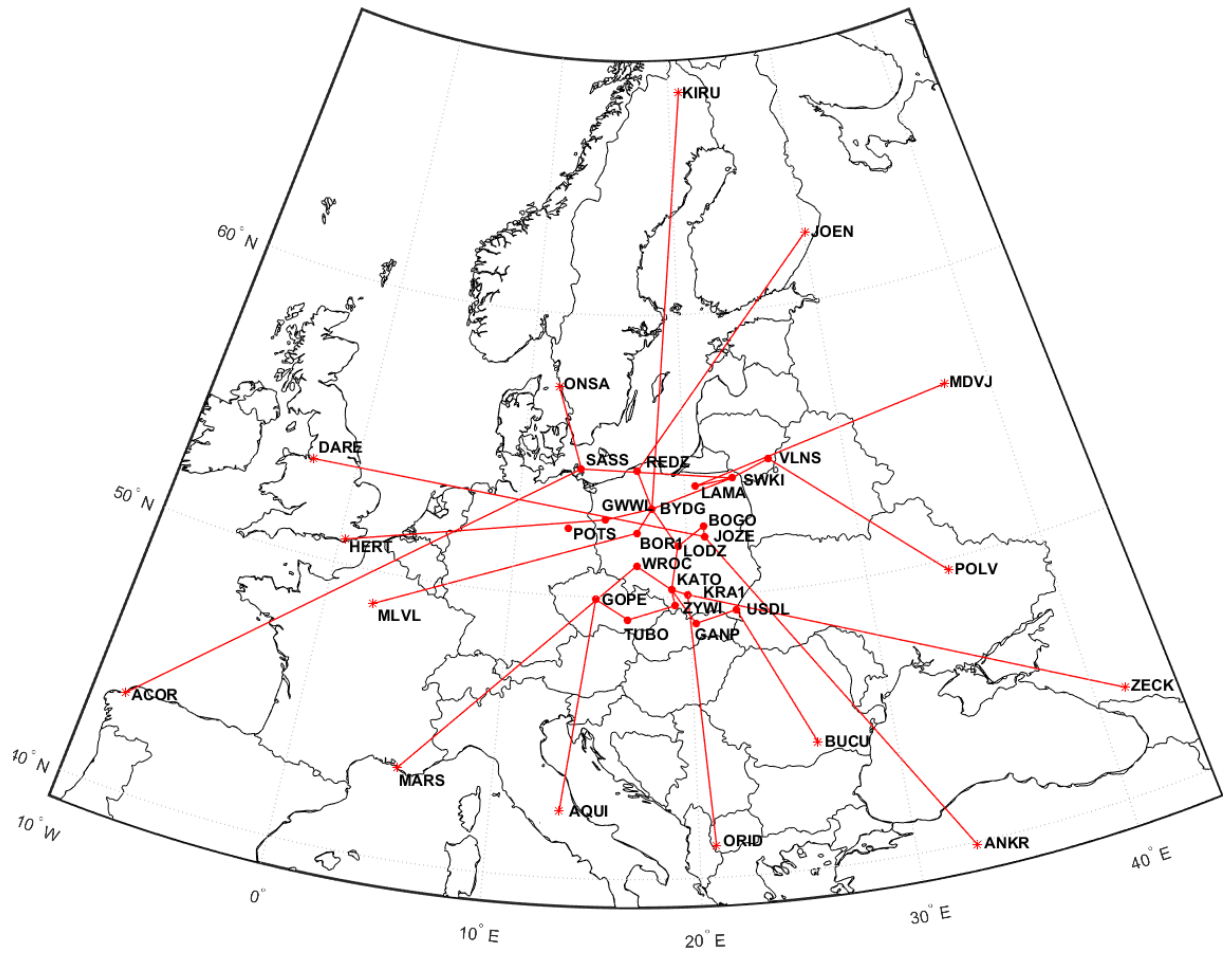 KIRU
JOEN
60°N
MDVJ
ONSA
DARE
SASS
REDZ
VLNS
SWKI
LAMA
50°N
GWWL
BYDG
BOGO
POTS
JOZE
HERT
BOR1
LODZ
WROC
POLV
KATO
KRA1
GOPE
ZYWI
USDL
MLVL
TUBO
GANP
ZECK
ACOR
BUCU
40°N
MARS
AQUI
10°W
ORID
ANKR
40°E
0°
30°E
10°E
20°E